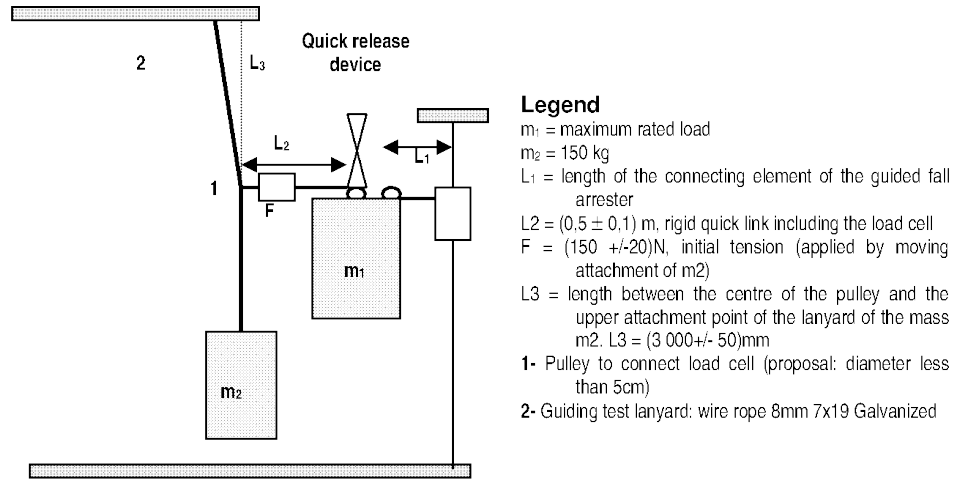 Quick release
device
2
L3
L2
L1
1
F
m1
m2
Legend
m1 = maximum rated load
m2 = 150 kg
L1 = length of the connecting element of the guided fall
arrester
L2 = (0,5 ± 0,1) m, rigid quick link including the load cell
F = (150 +/-20)N, initial tension (applied by moving
attachment of m2)
L3 = length between the centre of the pulley and the
upper attachment point of the lanyard of the mass
m2. L3 = (3 000+/- 50)mm
1- Pulley to connect load cell (proposal: diameter less
than 5cm)
2- Guiding test lanyard: wire rope 8mm 7x19 Galvanized